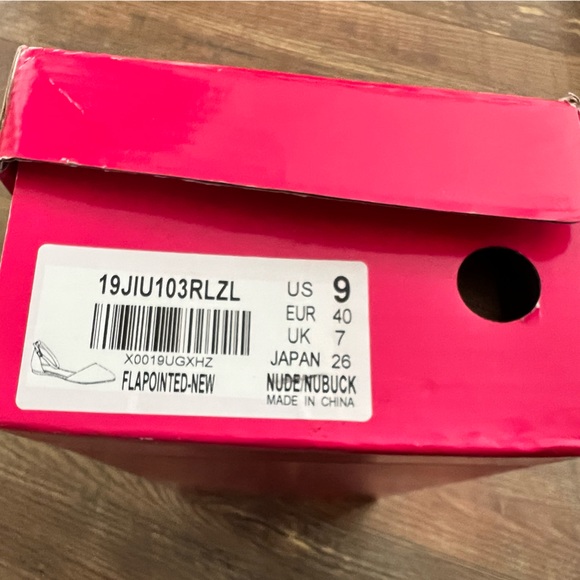 19JIU103RLZL
X0019UGXHZ
FLAPOINTED-NEW
US 9
EUR 40
UK 7
JAPAN 26
NUDE/NUBUCK
MADE IN CHINA